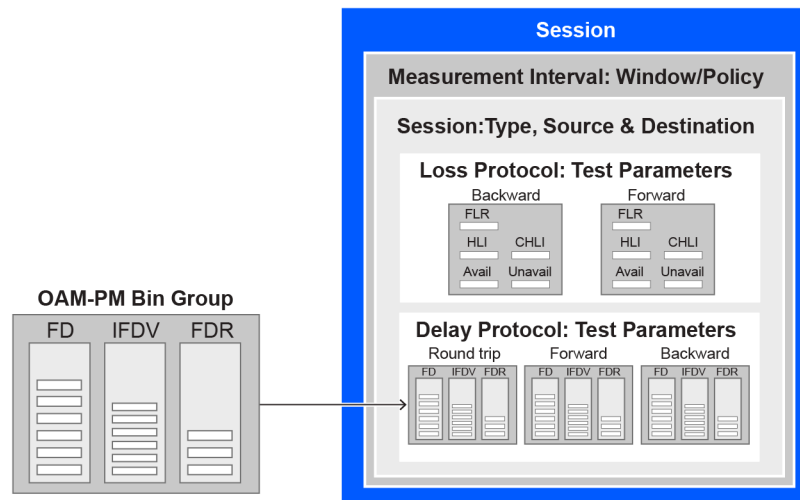 Session
Measurement Interval: Window/Policy
Session:Type, Source & Destination
Loss Protocol: Test Parameters
Backward Forward
FLR FLR
HLI CHLI HLI CHLI
Avail Unavail Avail Unavail
OAM-PM Bin Group
FD IFDV FDR
Delay Protocol: Test Parameters
Round trip Forward Backward
FD IFDV FDR FD IFDV FDR FD IFDV FDR